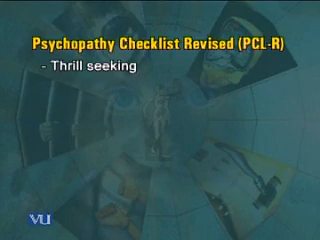 Psychopathy Checklist Revised (PCL-R)
- Thrill seeking
VU